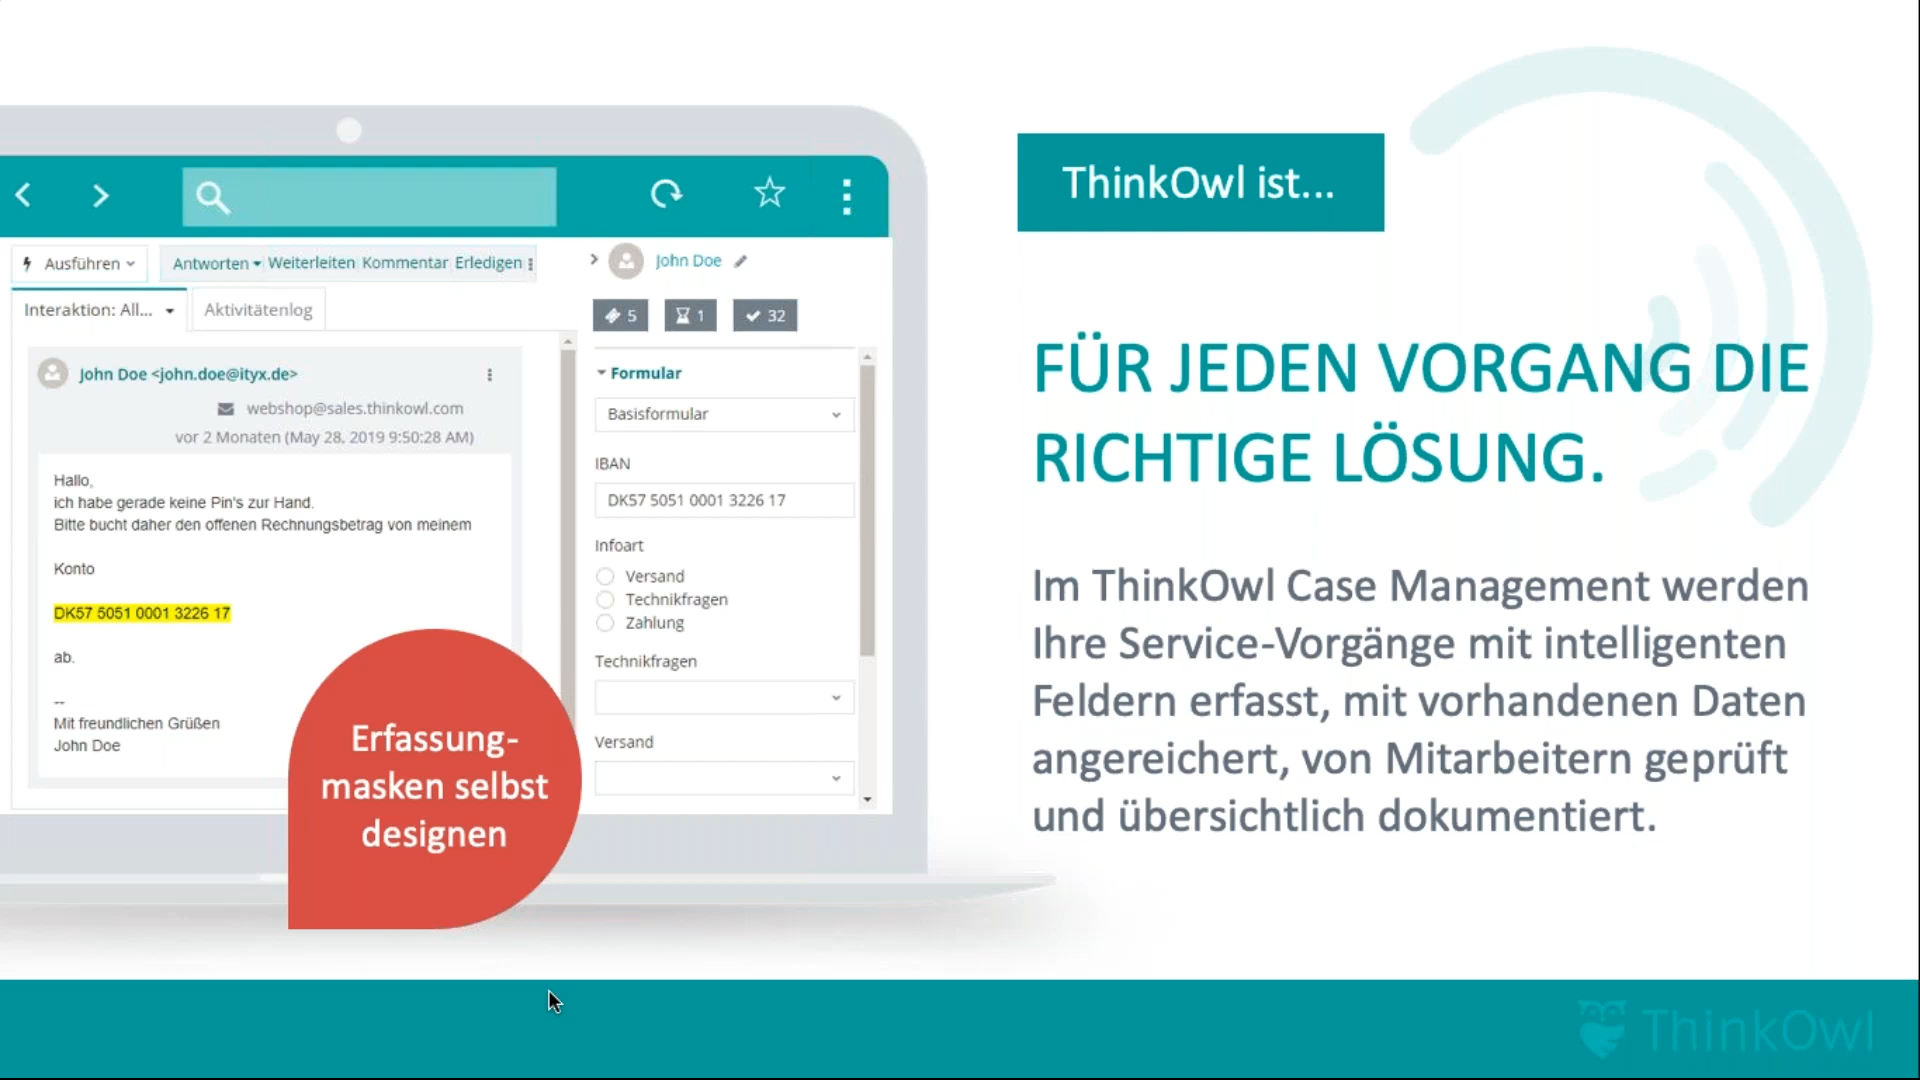 Ausführen
Antworten Weiterleiten Kommentar Erledigen
Interaktion: All...
Aktivitätenlog
John Doe <john.doe@ityx.de>
webshop@sales.thinkowl.com
vor 2 Monaten (May 28, 2019 9:50:28 AM)
Hallo,
ich habe gerade keine Pin's zur Hand.
Bitte bucht daher den offenen Rechnungsbetrag von meinem
Konto
DK57 5051 0001 3226 17
ab.
--
Mit freundlichen Grüßen
John Doe
John Doe
5
1
32
Formular
Basisformular
IBAN
DK57 5051 0001 3226 17
Infoart
Versand
Technikfragen
Zahlung
Technikfragen
Versand
Erfassung-
masken selbst
designen
ThinkOwl ist...
FÜR JEDEN VORGANG DIE
RICHTIGE LÖSUNG.
Im ThinkOwl Case Management werden
Ihre Service-Vorgänge mit intelligenten
Feldern erfasst, mit vorhandenen Daten
angereichert, von Mitarbeitern geprüft
und übersichtlich dokumentiert.
ThinkOwl